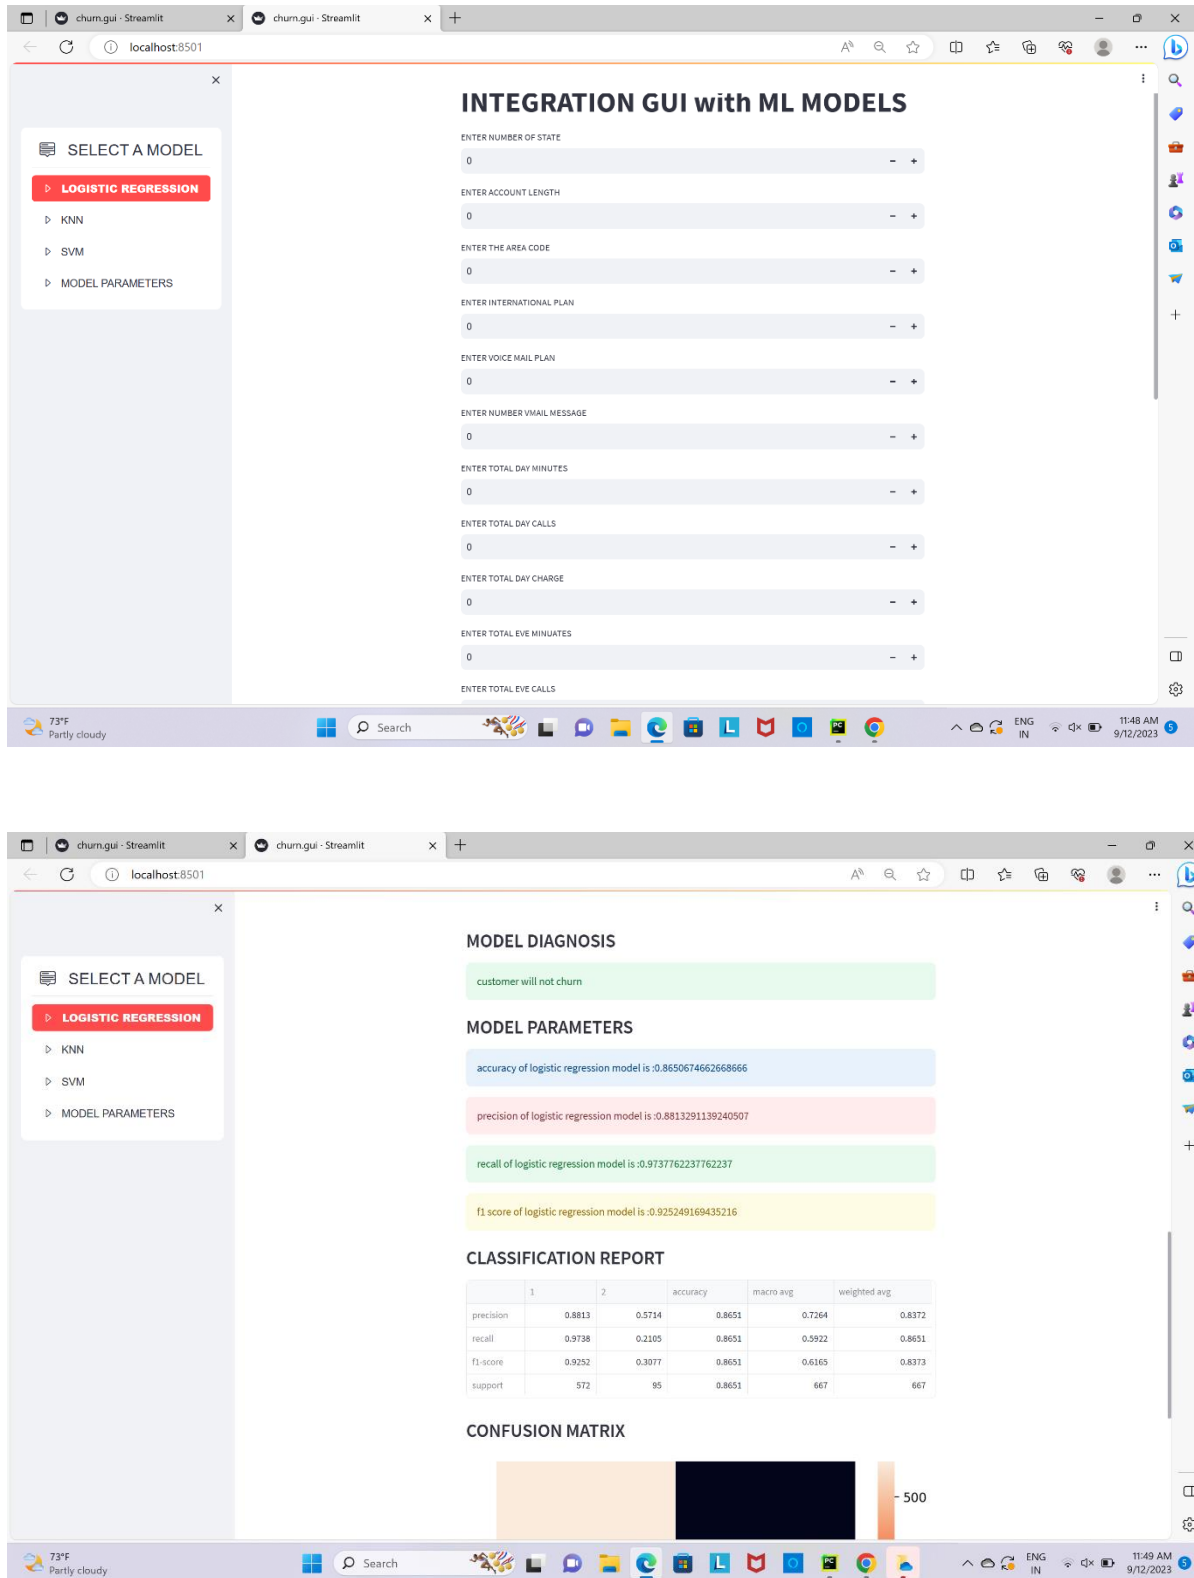 churn.gui - Streamlit
churn.gui - Streamlit
localhost:8501
SELECT A MODEL
LOGISTIC REGRESSION
KNN
SVM
MODEL PARAMETERS
INTEGRATION GUI with ML MODELS
ENTER NUMBER OF STATE
0
ENTER ACCOUNT LENGTH
0
ENTER THE AREA CODE
0
ENTER INTERNATIONAL PLAN
0
ENTER VOICE MAIL PLAN
0
ENTER NUMBER VMAIL MESSAGE
0
ENTER TOTAL DAY MINUTES
0
ENTER TOTAL DAY CALLS
0
ENTER TOTAL DAY CHARGE
0
ENTER TOTAL EVE MINUATES
0
ENTER TOTAL EVE CALLS
73°F
Partly cloudy
Search
ENG
IN
11:48 AM
9/12/2023
5
churn.gui - Streamlit
churn.gui - Streamlit
localhost:8501
SELECT A MODEL
LOGISTIC REGRESSION
KNN
SVM
MODEL PARAMETERS
MODEL DIAGNOSIS
customer will not churn
MODEL PARAMETERS
accuracy of logistic regression model is :0.8650674662668666
precision of logistic regression model is :0.8813291139240507
recall of logistic regression model is :0.9737762237762237
f1 score of logistic regression model is :0.925249169435216
CLASSIFICATION REPORT
1 2 accuracy macro avg weighted avg
precision 0.8813 0.5714 0.8651 0.7264 0.8372
recall 0.9738 0.2105 0.8651 0.5922 0.8651
f1-score 0.9252 0.3077 0.8651 0.6165 0.8373
support 572 95 0.8651 667 667
CONFUSION MATRIX
500
73°F
Partly cloudy
Search
ENG
IN
11:49 AM
9/12/2023
5